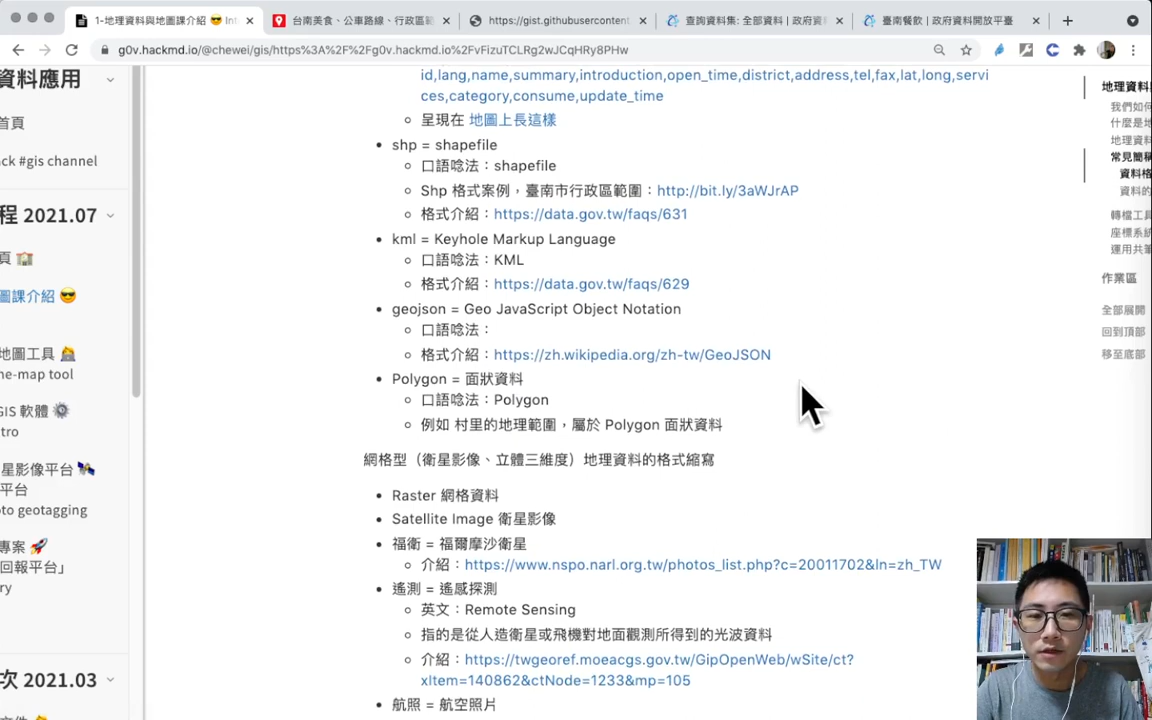 1-地理資料與地圖課介紹 😎 Int
台南美食、公車路線、行政區範
https://gist.githubusercontent.
查詢資料集: 全部資料 | 政府資料
臺南餐飲 | 政府資料開放平臺
g0v.hackmd.io/@chewei/gis/https%3A%2F%2Fg0v.hackmd.io%2FvFizuTCLRg2wJCqHRy8PHw
資料應用
首頁
ck #gis channel
程 2021.07
頁 🏫
圖課介紹 😎
地圖工具
ne-map tool
GIS 軟體 ⚙️
tro
星影像平台 🛰️
平台
oto geotagging
專案 🚀
回報平台」
ry
次 2021.03
id,lang,name,summary,introduction,open_time,district,address,tel,fax,lat,long,servi
ces,category,consume,update_time
呈現在 地圖上長這樣
shp = shapefile
口語唸法：shapefile
Shp 格式案例，臺南市行政區範圍：http://bit.ly/3aWJrAP
格式介紹：https://data.gov.tw/faqs/631
kml = Keyhole Markup Language
口語唸法：KML
格式介紹：https://data.gov.tw/faqs/629
geojson = Geo JavaScript Object Notation
口語唸法：
格式介紹：https://zh.wikipedia.org/zh-tw/GeoJSON
Polygon = 面狀資料
口語唸法：Polygon
例如 村里的地理範圍，屬於 Polygon 面狀資料
網格型（衛星影像、立體三維度）地理資料的格式縮寫
Raster 網格資料
Satellite Image 衛星影像
福衛 = 福爾摩沙衛星
介紹：https://www.nspo.narl.org.tw/photos_list.php?c=20011702&ln=zh_TW
遙測 = 遙感探測
英文：Remote Sensing
指的是從人造衛星或飛機對地面觀測所得到的光波資料
介紹：https://twgeoref.moeacgs.gov.tw/GipOpenWeb/wSite/ct?
xItem=140862&ctNode=1233&mp=105
航照 = 航空照片
地理資料
我們如何
什麼是地
地理資料
常見簡稱
資料格
資料的
轉檔工具
座標系統
運用共筆
作業區
全部展開
回到頂部
移至底部